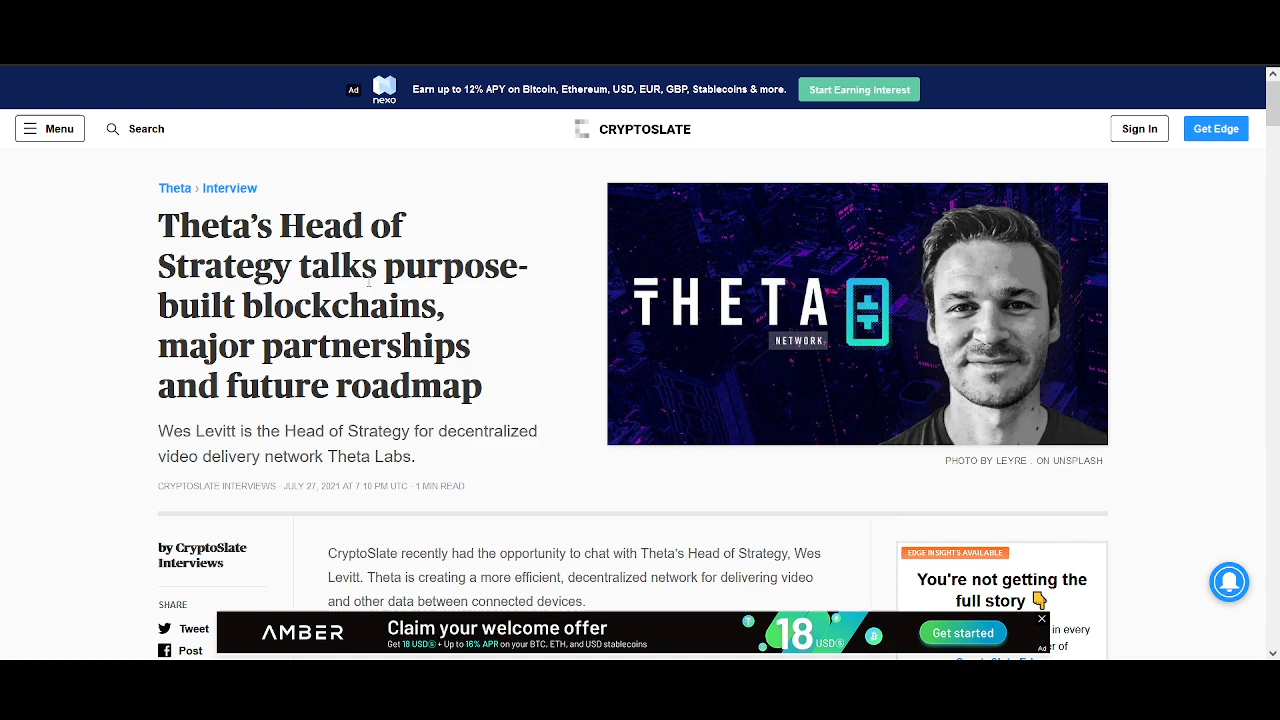 Ad
nexo
Earn up to 12% APY on Bitcoin, Ethereum, USD, EUR, GBP, Stablecoins & more.
Start Earning Interest
Menu
Search
CRYPTOSLATE
Sign In
Get Edge
Theta › Interview
Theta's Head of
Strategy talks purpose-
built blockchains,
major partnerships
and future roadmap
Wes Levitt is the Head of Strategy for decentralized
video delivery network Theta Labs.
CRYPTOSLATE INTERVIEWS · JULY 27, 2021 AT 7:10 PM UTC · 1 MIN READ
THETA
NETWORK
PHOTO BY LEYRE . ON UNSPLASH
by CryptoSlate
Interviews
SHARE
Tweet
Post
CryptoSlate recently had the opportunity to chat with Theta's Head of Strategy, Wes
Levitt. Theta is creating a more efficient, decentralized network for delivering video
and other data between connected devices.
EDGE INSIGHTS AVAILABLE
You're not getting the
full story
in every
r of
AMBER
Claim your welcome offer
Get 18 USDⓈ + Up to 16% APR on your BTC, ETH, and USD stablecoins
18 USDⓈ
Get started
Ad